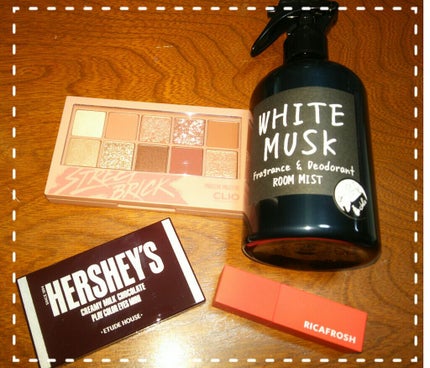 WHITE
MUSK
Fragrance & Deodorant
ROOM MIST
STREET
BRICK
CLIO
HERSHEY'S
CREAMY MILK CHOCOLATE
PLAY COLOR EYES MINI
·ETUDE HOUSE·
RICAFROSH